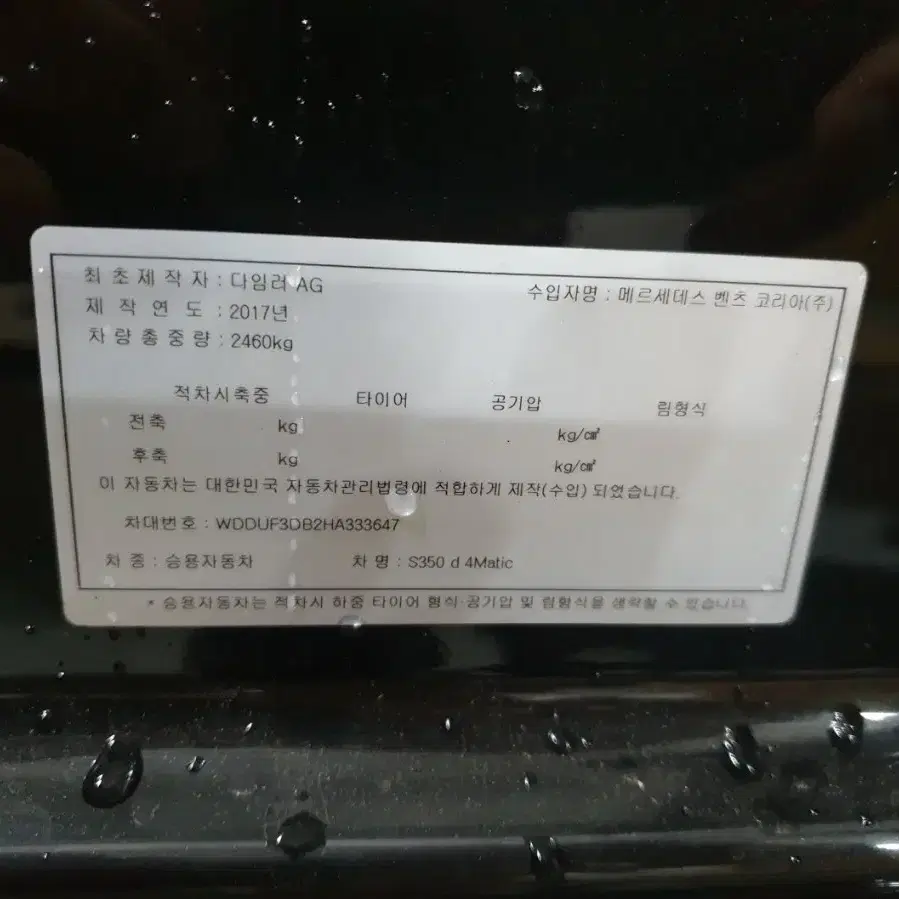 최초제작자 : 다임러 AG
수입자명 : 메르세데스 벤츠 코리아(주)
제작연도 : 2017년
차량총중량 : 2460kg
적차시축중 타이어 공기압 림형식
전축 kg kg/㎠
후축 kg kg/㎠
이 자동차는 대한민국 자동차관리법령에 적합하게 제작(수입) 되었습니다.
차대번호 : WDDUF3DB2HA333647
차 종 : 승용자동차 차 명 : S350 d 4Matic
* 승용자동차는 적차시 하중 타이어 형식·공기압 및 림형식을 생략할 수 있습니다.